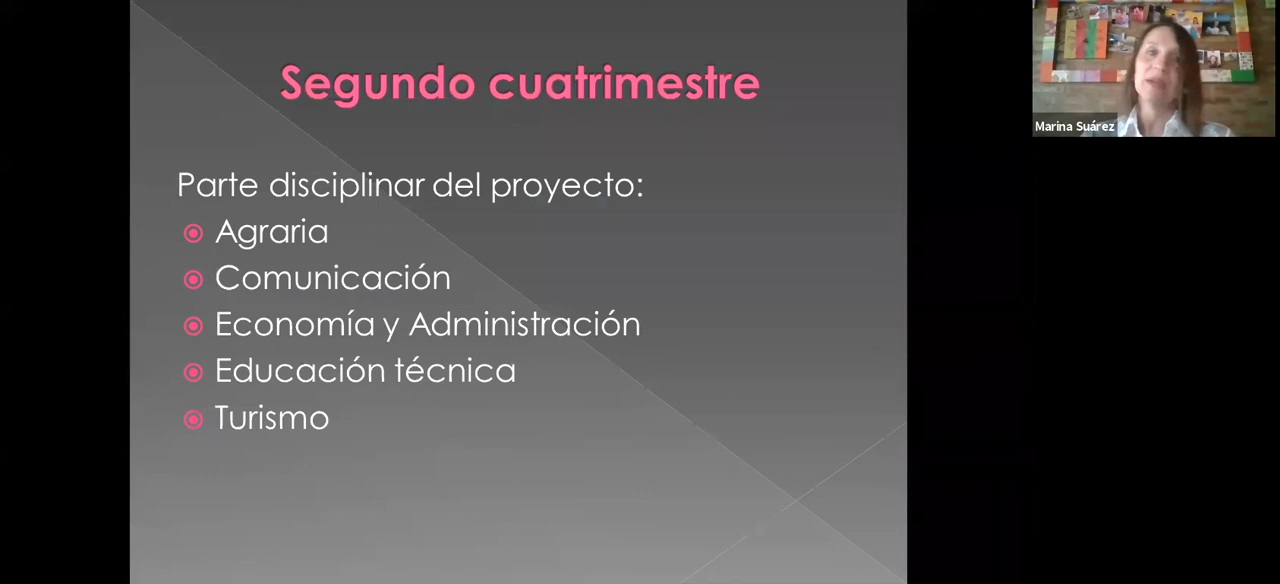 Segundo cuatrimestre
Parte disciplinar del proyecto:
Agraria
Comunicación
Economía y Administración
Educación técnica
Turismo
Marina Suárez